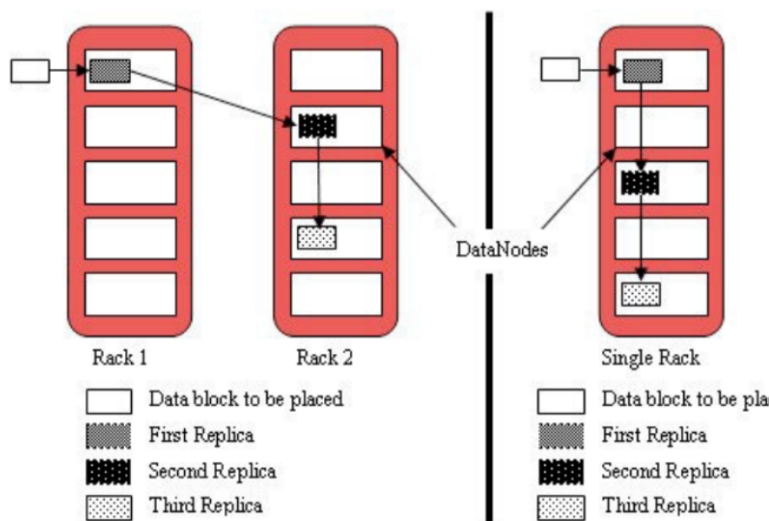 DataNodes
Rack 1
Rack 2
Data block to be placed
First Replica
Second Replica
Third Replica
Single Rack
Data block to be pla
First Replica
Second Replica
Third Replica